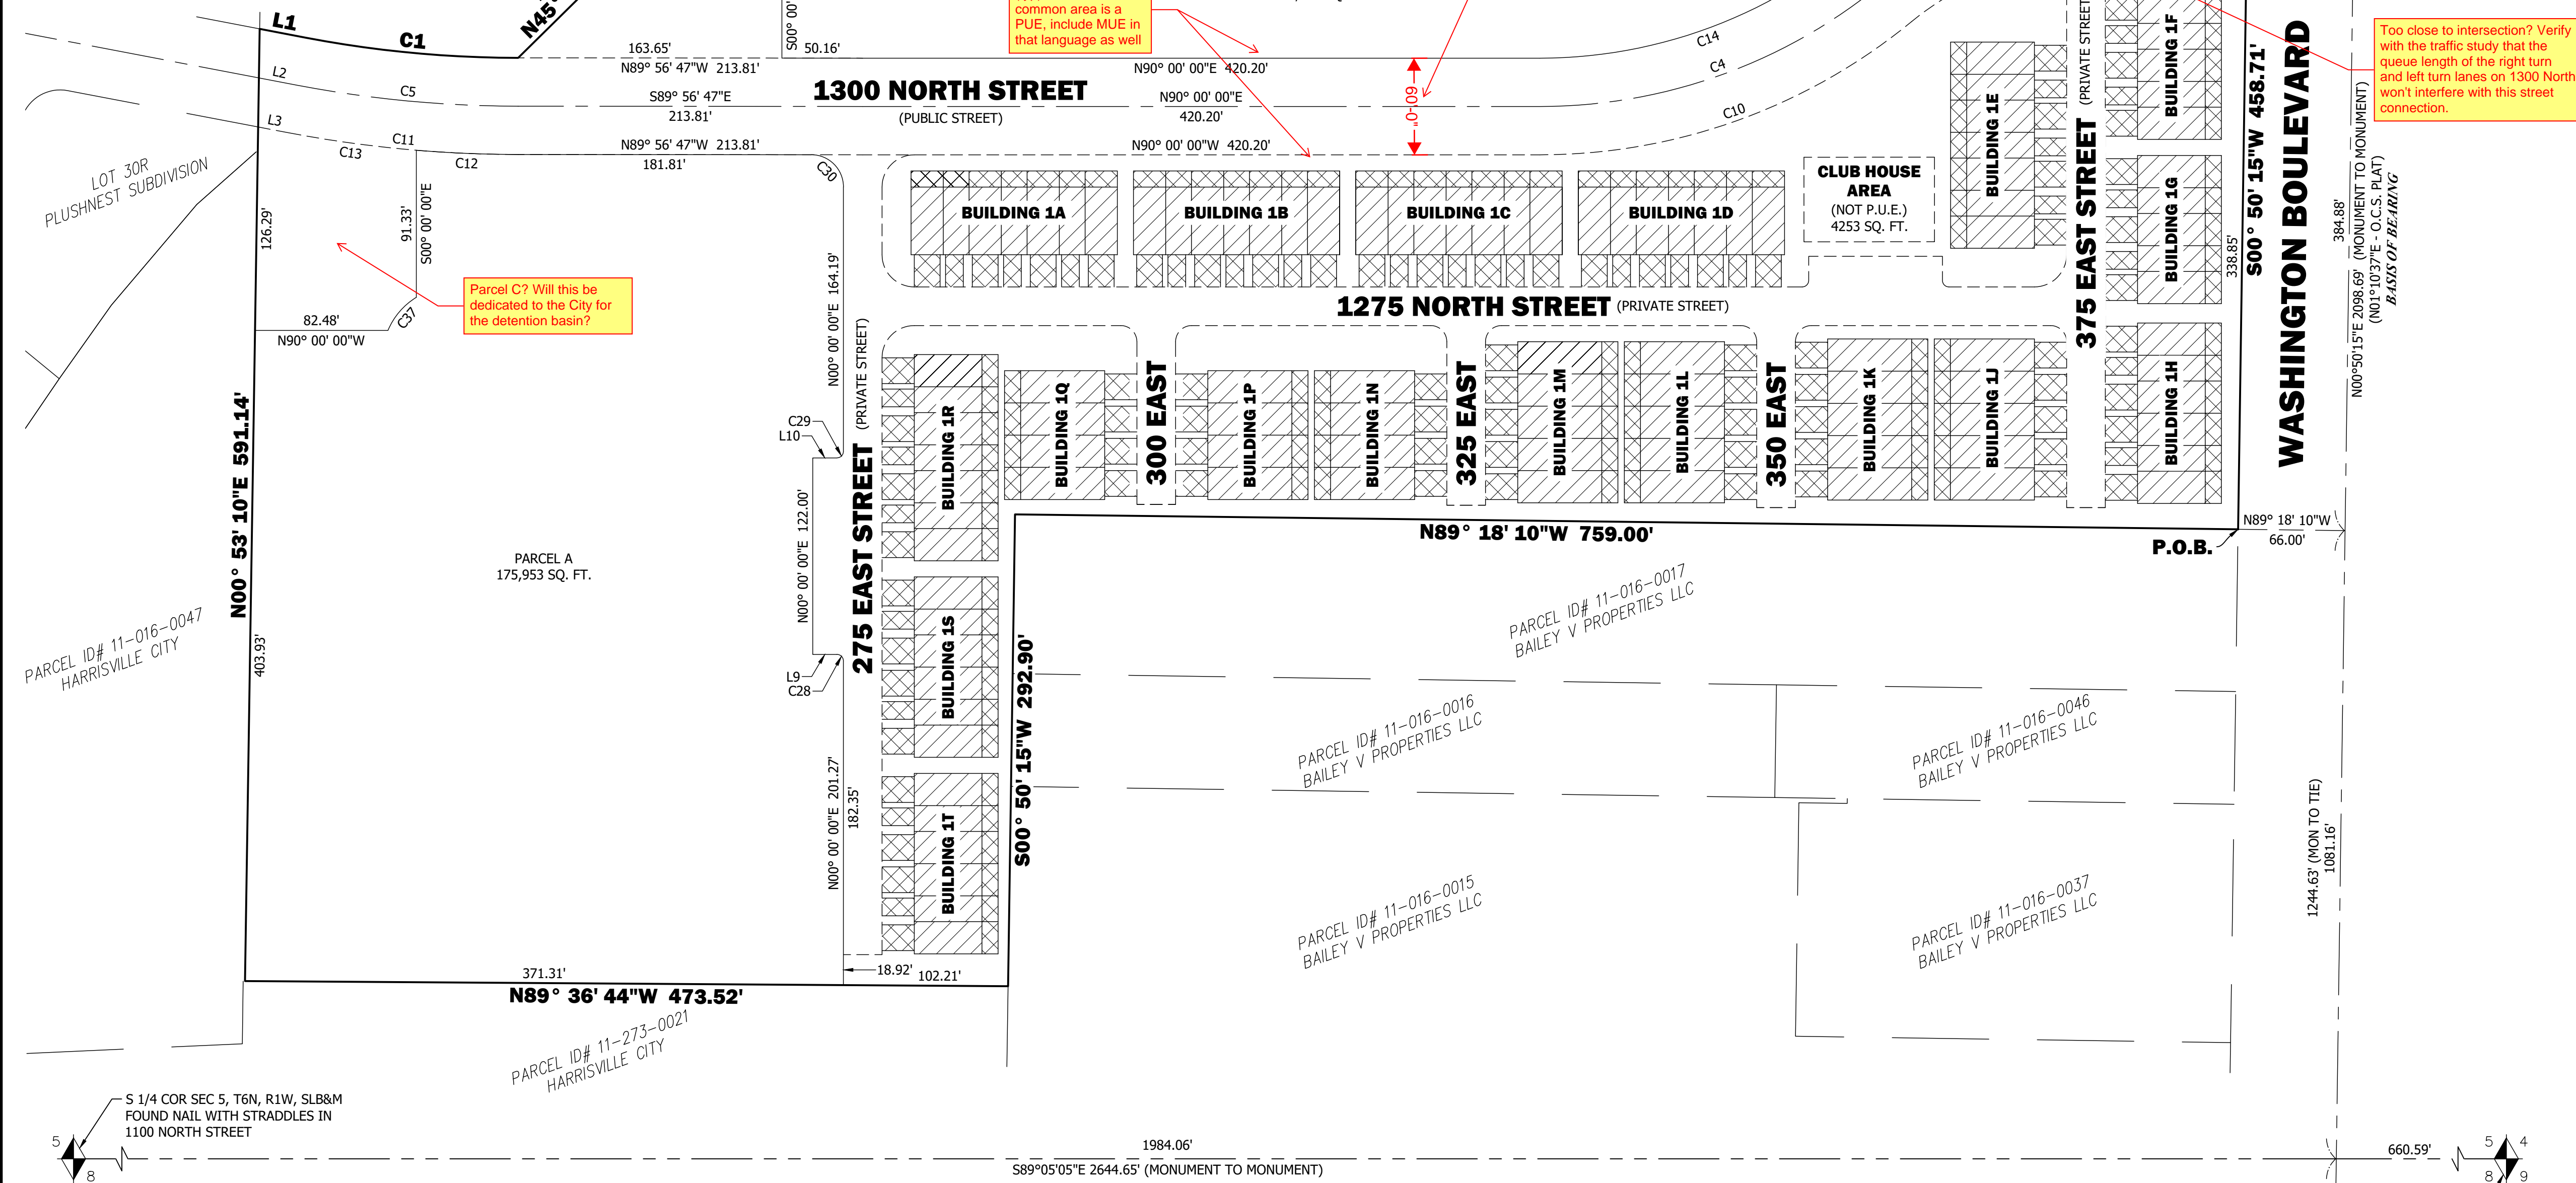 L1
C1
N45°
S00° 00'
common area is a
PUE, include MUE in
that language as well
163.65'
50.16'
N89° 56' 47"W 213.81'
N90° 00' 00"E 420.20'
C14
C4
C10
L2
C5
S89° 56' 47"E
213.81'
1300 NORTH STREET
(PUBLIC STREET)
N90° 00' 00"E
420.20'
60'-0"
L3
C13
C11
C12
N89° 56' 47"W 213.81'
181.81'
C30
N90° 00' 00"W 420.20'
LOT 30R
PLUSHNEST SUBDIVISION
126.29'
91.33'
S00° 00' 00"E
Parcel C? Will this be
dedicated to the City for
the detention basin?
82.48'
N90° 00' 00"W
C37
BUILDING 1A
BUILDING 1B
BUILDING 1C
BUILDING 1D
CLUB HOUSE
AREA
(NOT P.U.E.)
4253 SQ. FT.
BUILDING 1E
375 EAST STREET (PRIVATE STREET)
BUILDING 1F
BUILDING 1G
BUILDING 1H
338.85'
S00° 50' 15"W 458.71'
WASHINGTON BOULEVARD
Too close to intersection? Verify
with the traffic study that the
queue length of the right turn
and left turn lanes on 1300 North
won't interfere with this street
connection.
384.88'
N00°50'15"E 2098.69' (MONUMENT TO MONUMENT)
(N01°10'37"E - O.C.S. PLAT)
BASIS OF BEARING
N00° 00' 00"E 164.19'
1275 NORTH STREET (PRIVATE STREET)
(PRIVATE STREET)
275 EAST STREET
C29
L10
N00° 00' 00"E 122.00'
L9
C28
BUILDING 1R
BUILDING 1Q
300 EAST
BUILDING 1P
BUILDING 1N
325 EAST
BUILDING 1M
BUILDING 1L
350 EAST
BUILDING 1K
BUILDING 1J
N00° 53' 10"E 591.14'
403.93'
PARCEL A
175,953 SQ. FT.
BUILDING 1S
BUILDING 1T
N89° 18' 10"W 759.00'
P.O.B.
N89° 18' 10"W
66.00'
PARCEL ID# 11-016-0047
HARRISVILLE CITY
PARCEL ID# 11-016-0017
BAILEY V PROPERTIES LLC
S00° 50' 15"W 292.90'
PARCEL ID# 11-016-0016
BAILEY V PROPERTIES LLC
PARCEL ID# 11-016-0046
BAILEY V PROPERTIES LLC
N00° 00' 00"E 201.27'
182.35'
PARCEL ID# 11-016-0015
BAILEY V PROPERTIES LLC
PARCEL ID# 11-016-0037
BAILEY V PROPERTIES LLC
1244.63' (MON TO TIE)
1081.16'
371.31'
18.92'
102.21'
N89° 36' 44"W 473.52'
PARCEL ID# 11-273-0021
HARRISVILLE CITY
S 1/4 COR SEC 5, T6N, R1W, SLB&M
FOUND NAIL WITH STRADDLES IN
1100 NORTH STREET
5
8
1984.06'
S89°05'05"E 2644.65' (MONUMENT TO MONUMENT)
660.59'
5 4
8 9